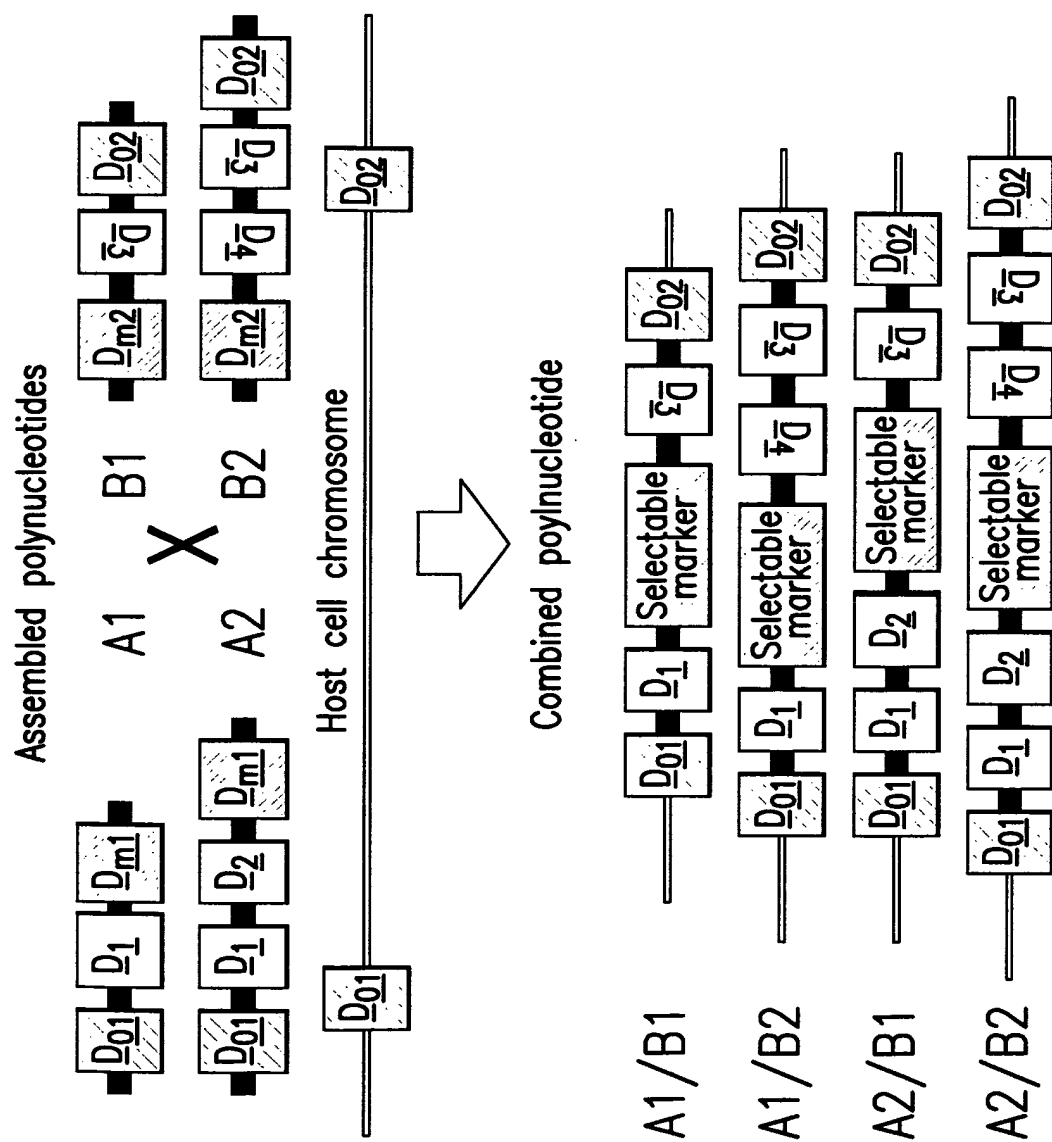 Assembled polynucleotides
D01 D1 Dm1 A1 B1 Dm2 D3 D02
X
D01 D1 D2 Dm1 A2 B2 Dm2 D4 D3 D02
Host cell chromosome
D01 D02
Combined poylnucleotide
A1/B1 D01 D1 Selectable marker D3 D02
A1/B2 D01 D1 Selectable marker D4 D3 D02
A2/B1 D01 D1 D2 Selectable marker D3 D02
A2/B2 D01 D1 D2 Selectable marker D4 D3 D02